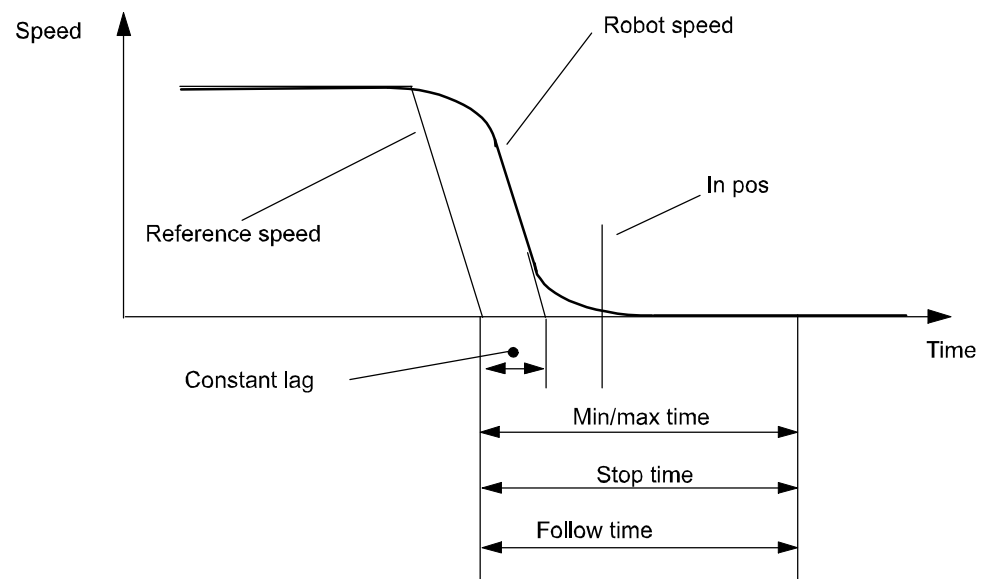 Speed
Robot speed
In pos
Reference speed
Time
Constant lag
Min/max time
Stop time
Follow time